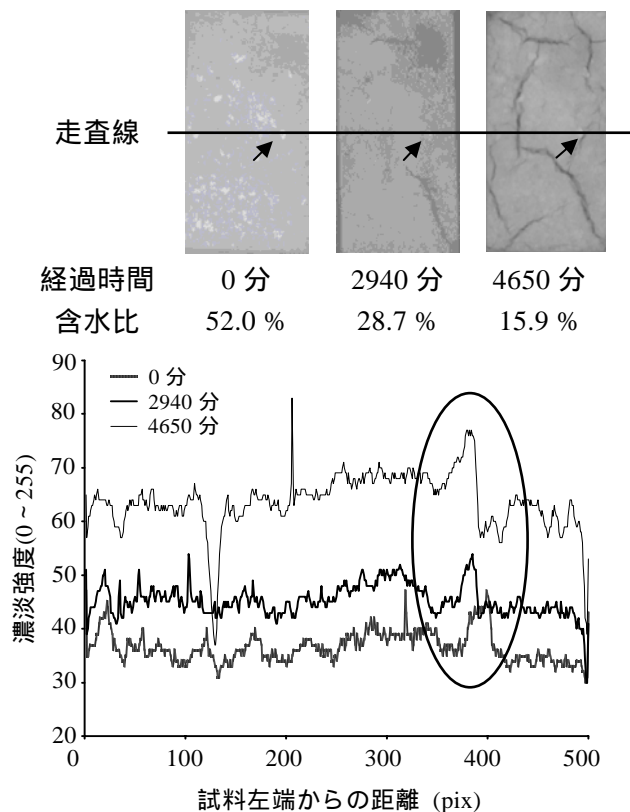 走査線
経過時間 0 分 2940 分 4650 分
含水比 52.0 % 28.7 % 15.9 %
90
80
70
60
50
40
30
20
濃淡強度(0 ~ 255)
0 分
2940 分
4650 分
0 100 200 300 400 500
試料左端からの距離 (pix)